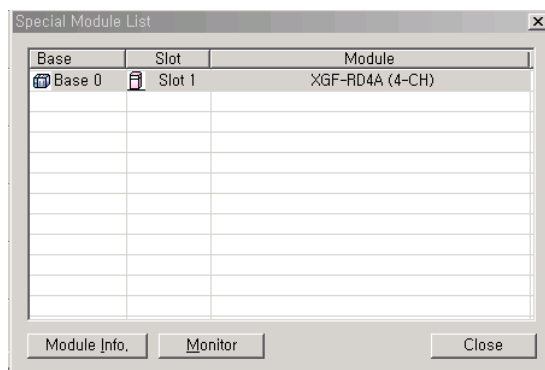 Special Module List
Base Slot Module
Base 0 Slot 1 XGF-RD4A (4-CH)
Module Info, Monitor Close